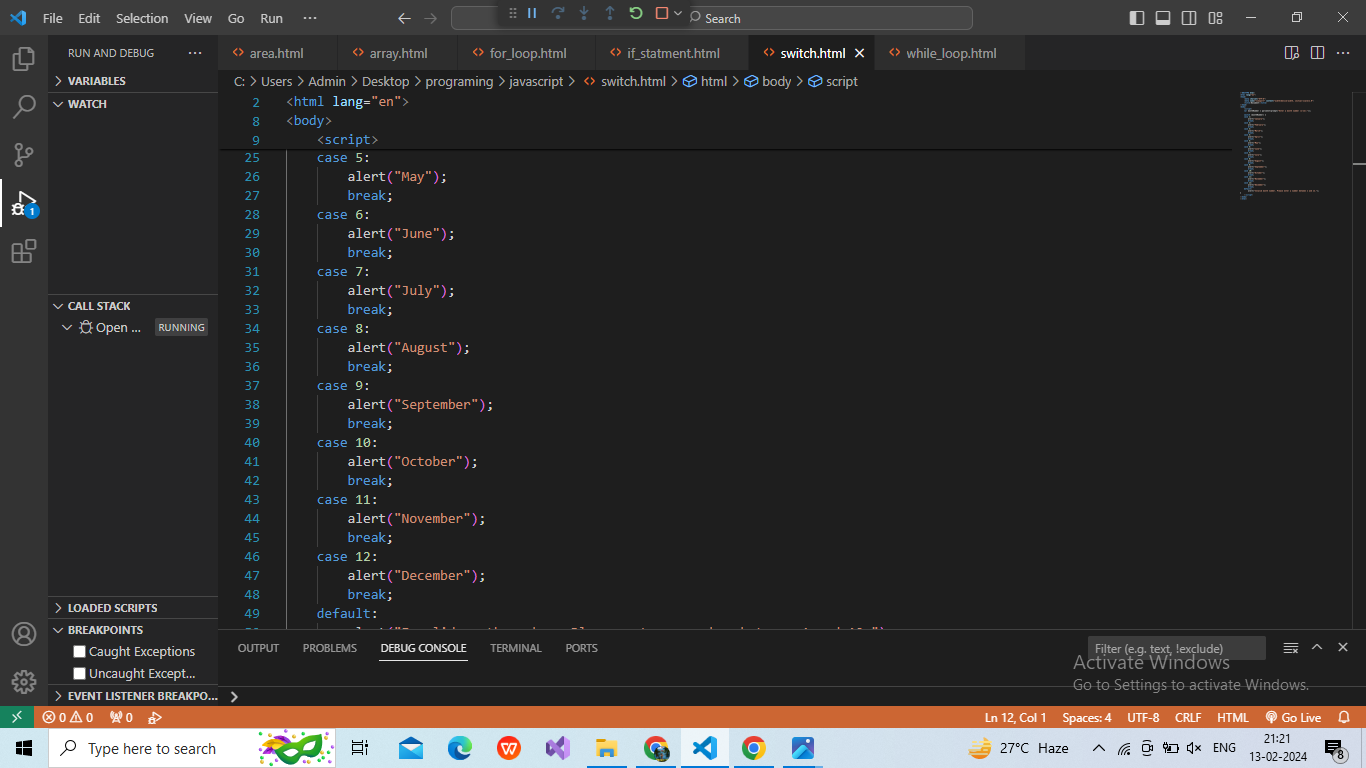 File Edit Selection View Go Run ··· Search
RUN AND DEBUG ···
area.html array.html for_loop.html if_statment.html switch.html while_loop.html
C: > Users > Admin > Desktop > programing > javascript > switch.html > html > body > script
VARIABLES
WATCH
CALL STACK
Open ... RUNNING
LOADED SCRIPTS
BREAKPOINTS
Caught Exceptions
Uncaught Except...
EVENT LISTENER BREAKPO...
1
2 <html lang="en">
8 <body>
9 <script>
25 case 5:
26 alert("May");
27 break;
28 case 6:
29 alert("June");
30 break;
31 case 7:
32 alert("July");
33 break;
34 case 8:
35 alert("August");
36 break;
37 case 9:
38 alert("September");
39 break;
40 case 10:
41 alert("October");
42 break;
43 case 11:
44 alert("November");
45 break;
46 case 12:
47 alert("December");
48 break;
49 default:
OUTPUT PROBLEMS DEBUG CONSOLE TERMINAL PORTS
Filter (e.g. text, !exclude)
Activate Windows
Go to Settings to activate Windows.
0 0 0 Ln 12, Col 1 Spaces: 4 UTF-8 CRLF HTML Go Live
Type here to search
27°C Haze ENG
21:21
13-02-2024
8